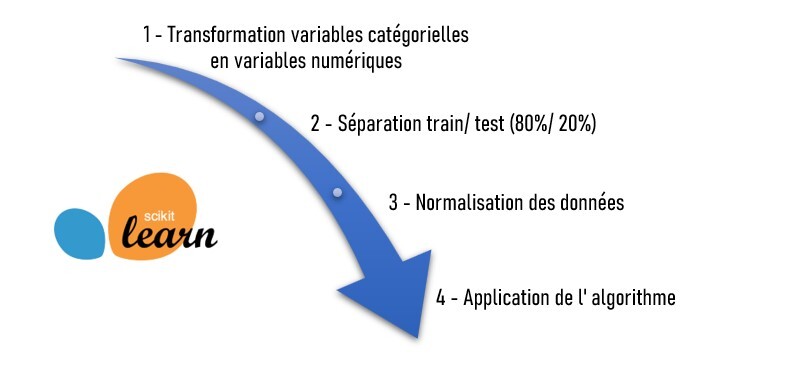 1 - Transformation variables catégorielles
en variables numériques
2 - Séparation train/ test (80%/ 20%)
3 - Normalisation des données
scikit
learn
4 - Application de l' algorithme